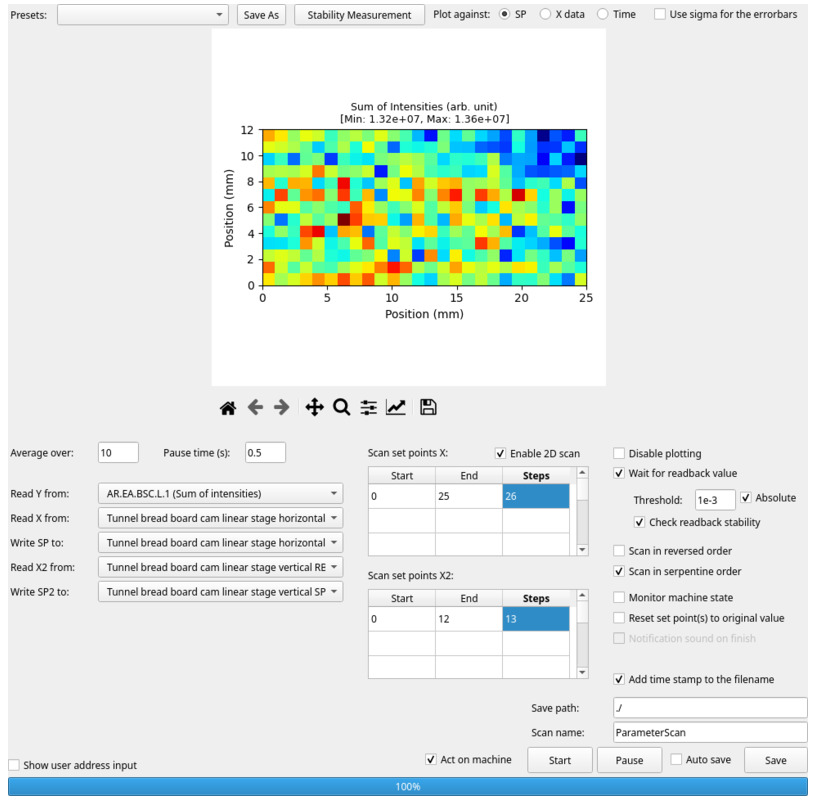 Presets: Save As Stability Measurement Plot against: SP X data Time Use sigma for the errorbars
Sum of Intensities (arb. unit)
[Min: 1.32e+07, Max: 1.36e+07]
12
10
8
6
4
2
0
Position (mm)
0 5 10 15 20 25
Position (mm)
Average over: 10 Pause time (s): 0.5
Read Y from: AR.EA.BSC.L.1 (Sum of intensities)
Read X from: Tunnel bread board cam linear stage horizontal
Write SP to: Tunnel bread board cam linear stage horizontal
Read X2 from: Tunnel bread board cam linear stage vertical RE
Write SP2 to: Tunnel bread board cam linear stage vertical SP
Scan set points X: Enable 2D scan
Start End Steps
0 25 26
Scan set points X2:
Start End Steps
0 12 13
Disable plotting
Wait for readback value
Threshold: 1e-3 Absolute
Check readback stability
Scan in reversed order
Scan in serpentine order
Monitor machine state
Reset set point(s) to original value
Notification sound on finish
Add time stamp to the filename
Save path: ./
Scan name: ParameterScan
Show user address input
Act on machine Start Pause Auto save Save
100%